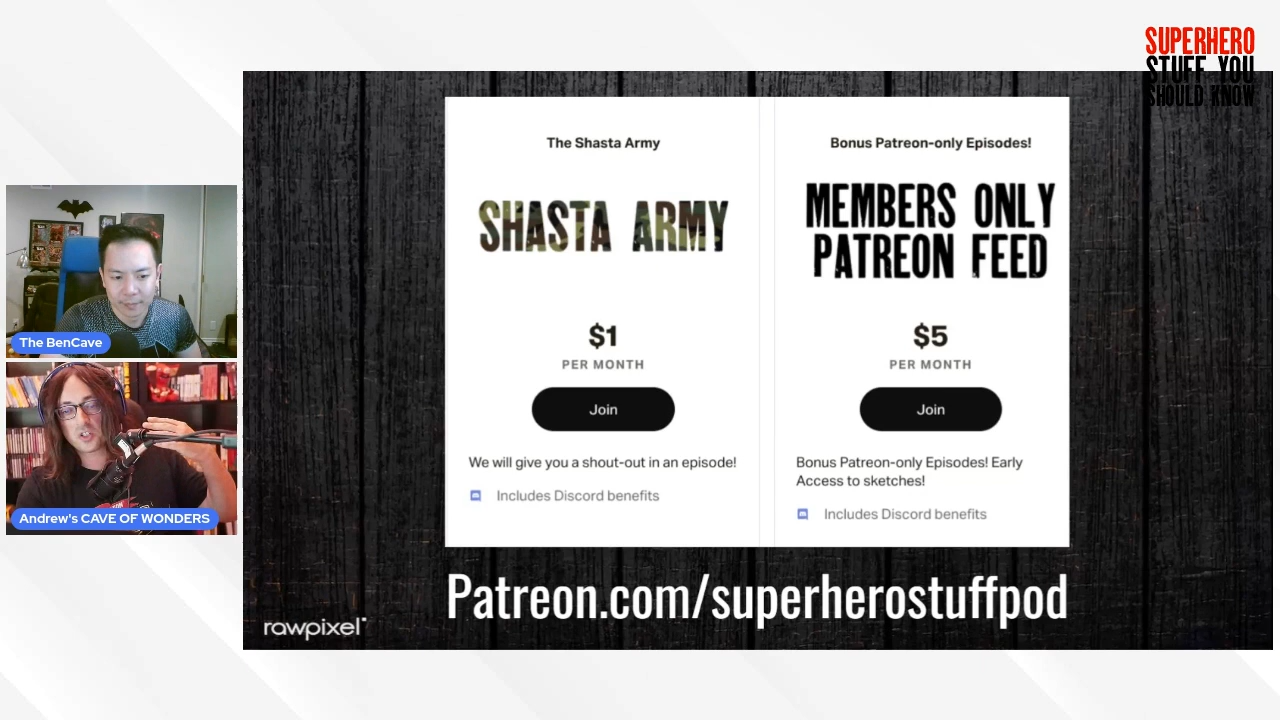 SUPERHERO
STUFF YOU
SHOULD KNOW
The Shasta Army
SHASTA ARMY
$1
PER MONTH
Join
We will give you a shout-out in an episode!
Includes Discord benefits
Bonus Patreon-only Episodes!
MEMBERS ONLY
PATREON FEED
$5
PER MONTH
Join
Bonus Patreon-only Episodes! Early
Access to sketches!
Includes Discord benefits
The BenCave
Andrew's CAVE OF WONDERS
Patreon.com/superherostuffpod
rawpixel